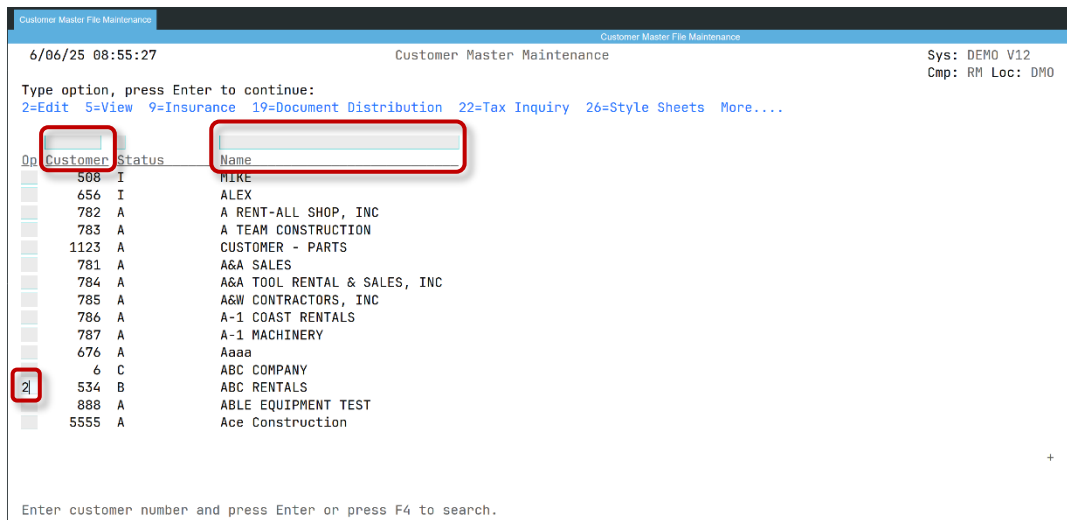 Customer Master File Maintenance
Customer Master File Maintenance
6/06/25 08:55:27 Customer Master Maintenance Sys: DEMO V12
Cmp: RM Loc: DMO
Type option, press Enter to continue:
2=Edit 5=View 9=Insurance 19=Document Distribution 22=Tax Inquiry 26=Style Sheets More....
Op Customer Status Name
508 I MIKE
656 I ALEX
782 A A RENT-ALL SHOP, INC
783 A A TEAM CONSTRUCTION
1123 A CUSTOMER - PARTS
781 A A&A SALES
784 A A&A TOOL RENTAL & SALES, INC
785 A A&W CONTRACTORS, INC
786 A A-1 COAST RENTALS
787 A A-1 MACHINERY
676 A Aaaa
6 C ABC COMPANY
2 534 B ABC RENTALS
888 A ABLE EQUIPMENT TEST
5555 A Ace Construction
+
Enter customer number and press Enter or press F4 to search.